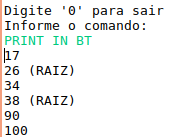 Digite '0' para sair
Informe o comando:
PRINT IN BT
17
26 (RAIZ)
34
38 (RAIZ)
90
100